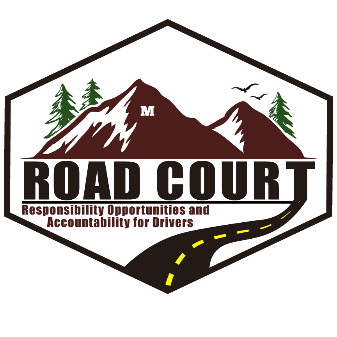 M
ROAD COURT
Responsibility Opportunities and
Accountability for Drivers